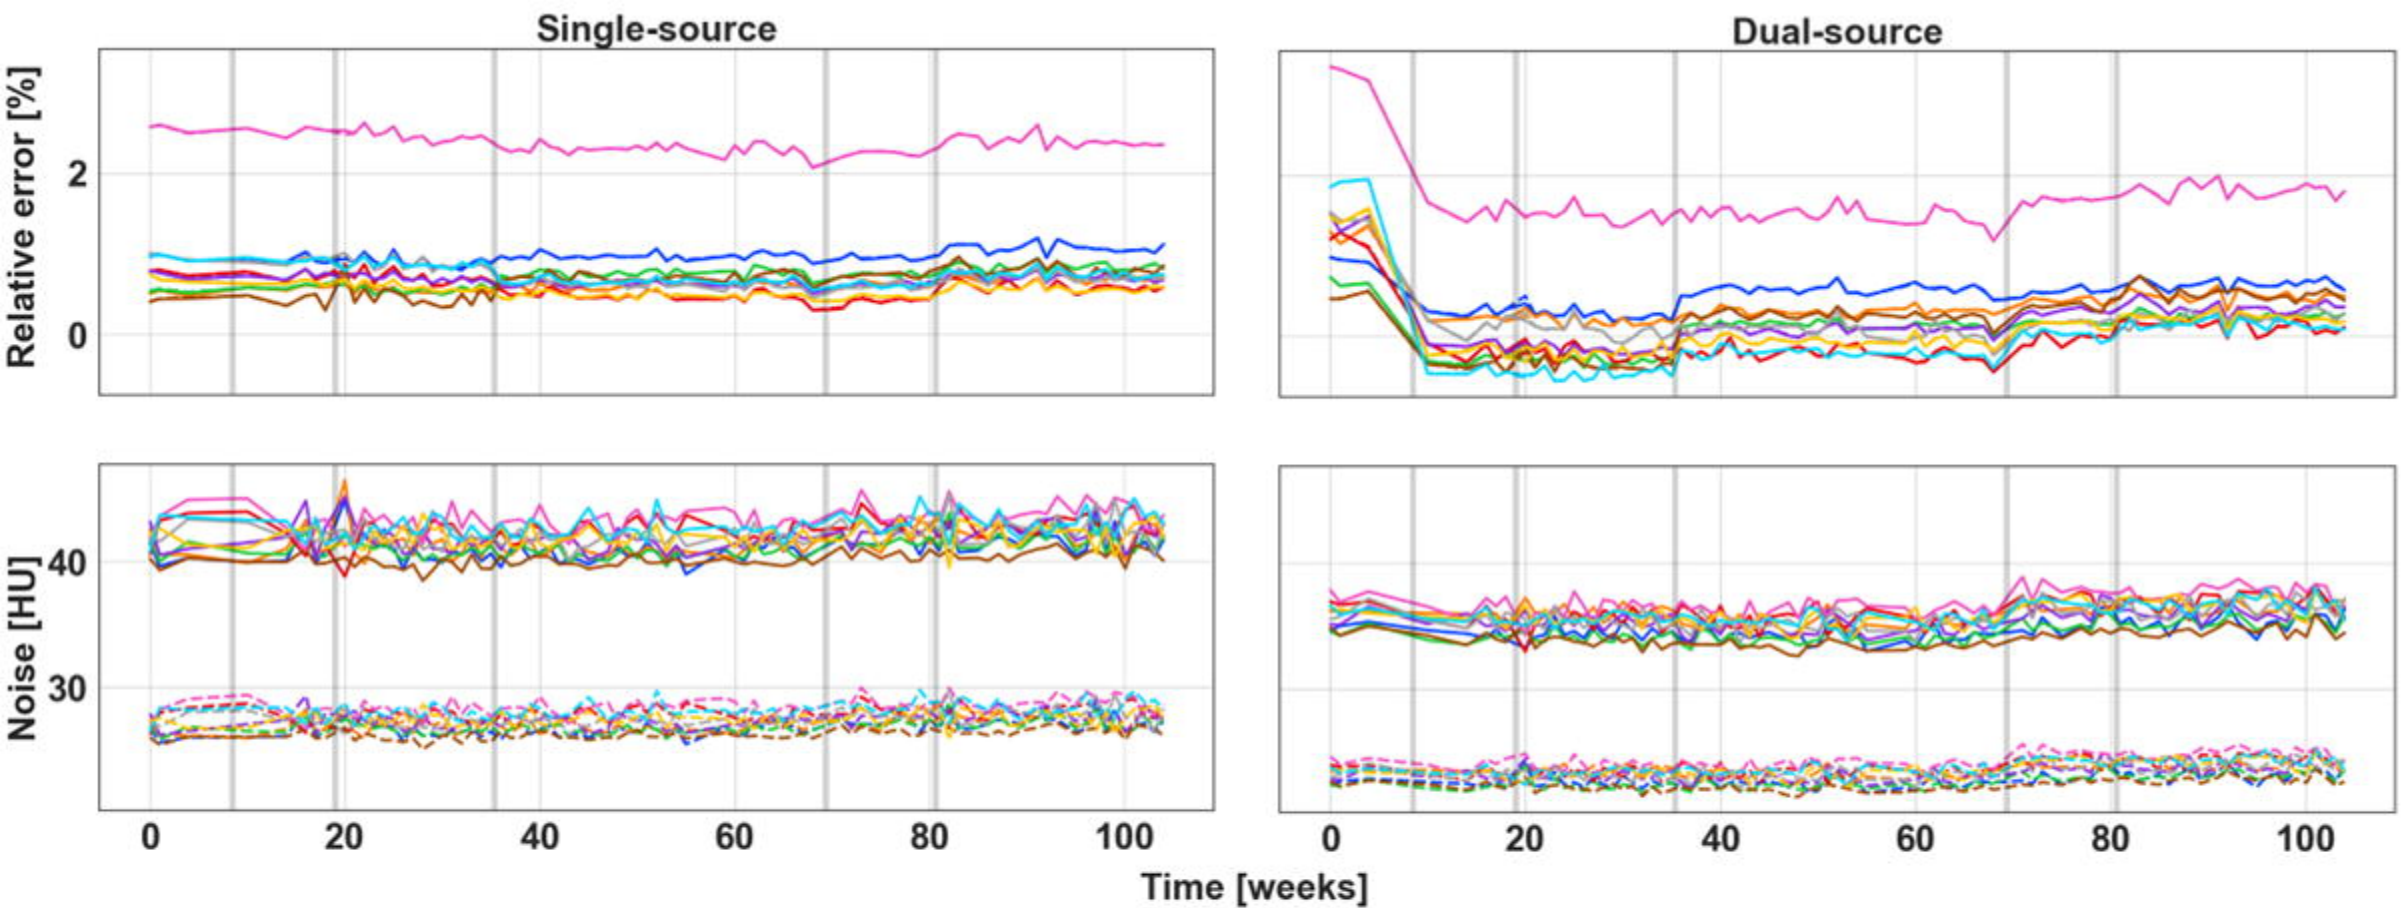 Single-source
Dual-source
Relative error [%]
2
0
Noise [HU]
40
30
0 20 40 60 80 100
0 20 40 60 80 100
Time [weeks]